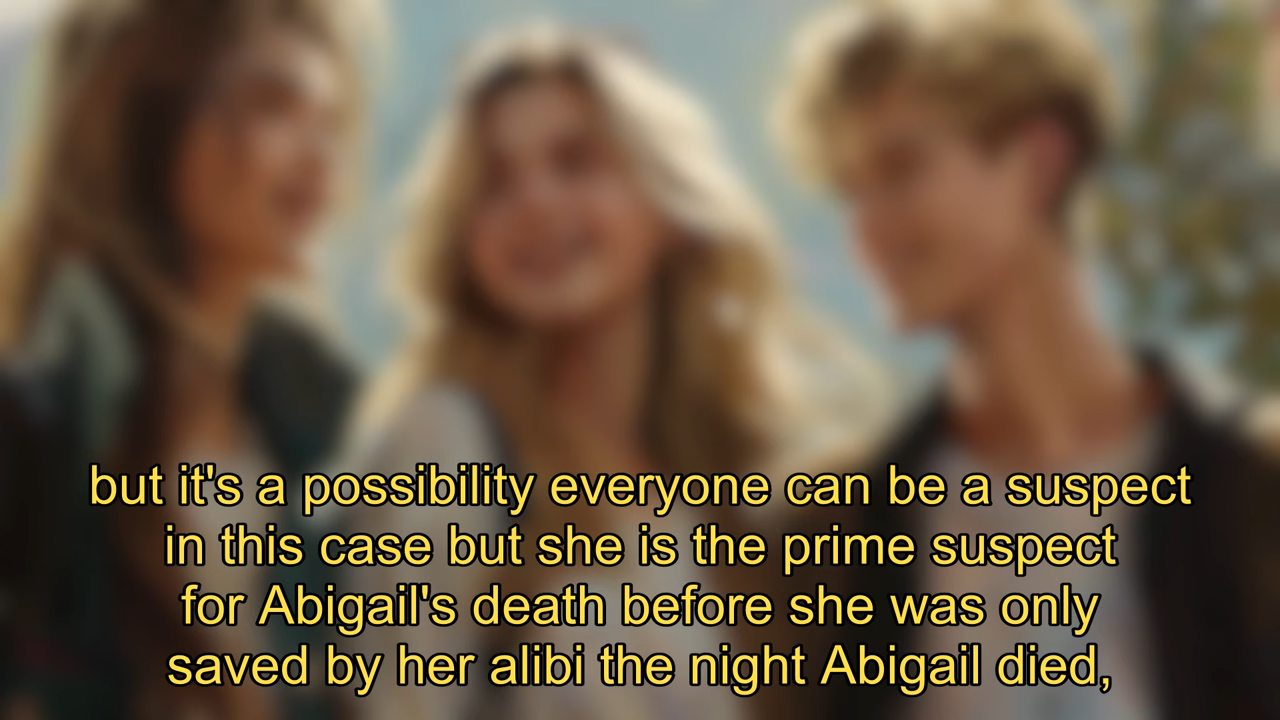 but it's a possibility everyone can be a suspect
in this case but she is the prime suspect
for Abigail's death before she was only
saved by her alibi the night Abigail died,